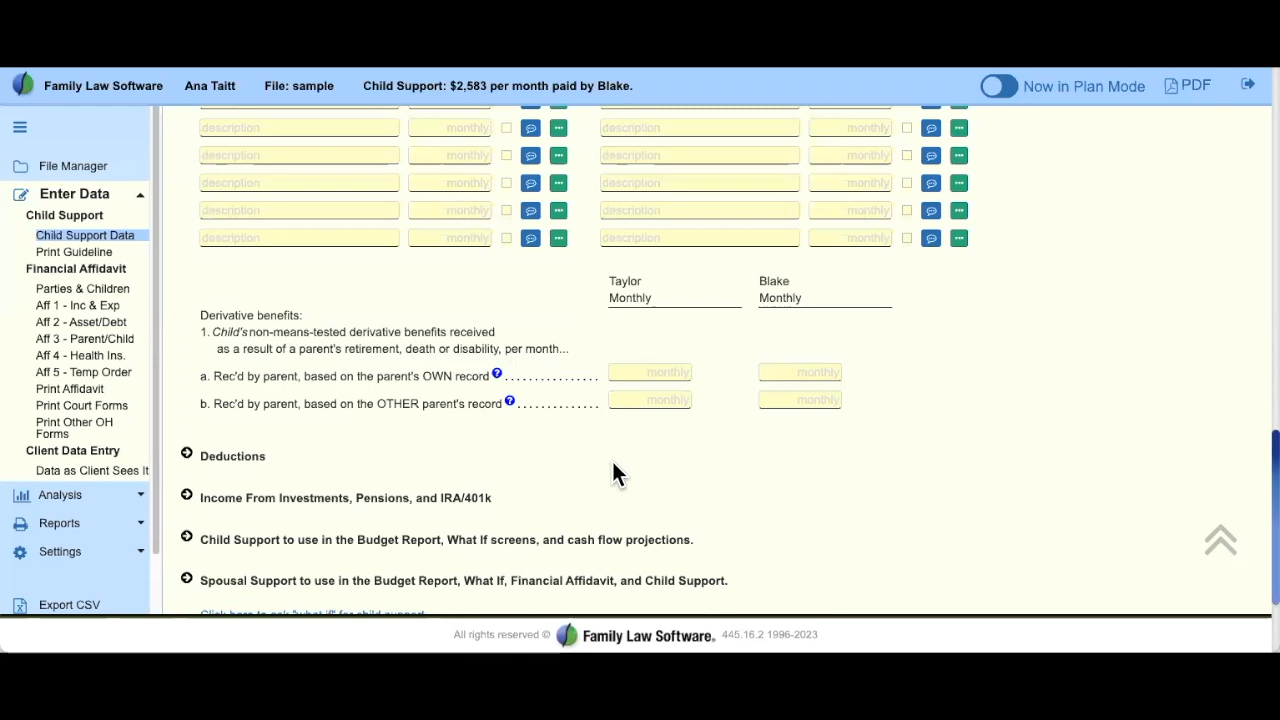 Family Law Software Ana Taitt File: sample Child Support: $2,583 per month paid by Blake. Now in Plan Mode PDF
File Manager
Enter Data
Child Support
Child Support Data
Print Guideline
Financial Affidavit
Parties & Children
Aff 1 - Inc & Exp
Aff 2 - Asset/Debt
Aff 3 - Parent/Child
Aff 4 - Health Ins.
Aff 5 - Temp Order
Print Affidavit
Print Court Forms
Print Other OH
Forms
Client Data Entry
Data as Client Sees It
Analysis
Reports
Settings
Export CSV
description monthly description monthly
description monthly description monthly
description monthly description monthly
description monthly description monthly
description monthly description monthly
Taylor Blake
Monthly Monthly
Derivative benefits:
1. Child's non-means-tested derivative benefits received
as a result of a parent's retirement, death or disability, per month...
a. Rec'd by parent, based on the parent's OWN record ? . . . . . . . . . . . . . . . . monthly monthly
b. Rec'd by parent, based on the OTHER parent's record ? . . . . . . . . . . . . . . monthly monthly
Deductions
Income From Investments, Pensions, and IRA/401k
Child Support to use in the Budget Report, What If screens, and cash flow projections.
Spousal Support to use in the Budget Report, What If, Financial Affidavit, and Child Support.
Click here to ask "what if" for child support
All rights reserved © Family Law Software® 445.16.2 1996-2023